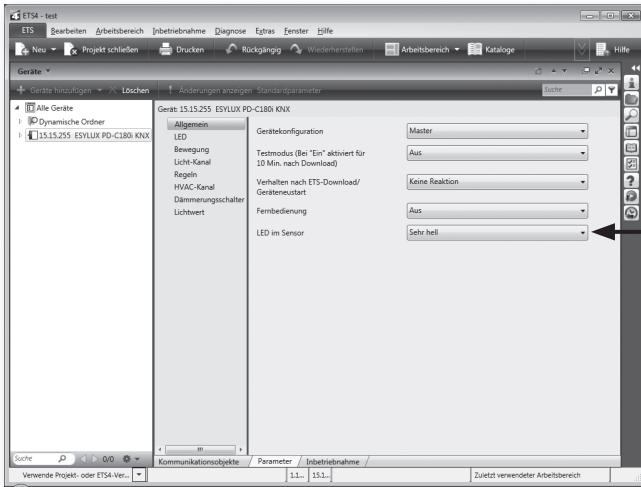 ETS4 - test
ETS Bearbeiten Arbeitsbereich Inbetriebnahme Diagnose Extras Fenster Hilfe
Neu Projekt schließen Drucken Rückgängig Wiederherstellen Arbeitsbereich Kataloge Hilfe
Geräte
Geräte hinzufügen Löschen Änderungen anzeigen Standardparameter Suche
Alle Geräte
Dynamische Ordner
15.15.255 ESYLUX PD-C180i KNX
Gerät: 15.15.255 ESYLUX PD-C180i KNX
Allgemein
LED
Bewegung
Licht-Kanal
Regeln
HVAC-Kanal
Dämmerungsschalter
Lichtwert
Gerätekonfiguration Master
Testmodus (Bei "Ein" aktiviert für
10 Min. nach Download) Aus
Verhalten nach ETS-Download/
Geräteneustart Keine Reaktion
Fernbedienung Aus
LED im Sensor Sehr hell
Suche 0/0
Kommunikationsobjekte Parameter Inbetriebnahme
Verwende Projekt- oder ETS4-Ver... 1.1... 15.1... Zuletzt verwendeter Arbeitsbereich